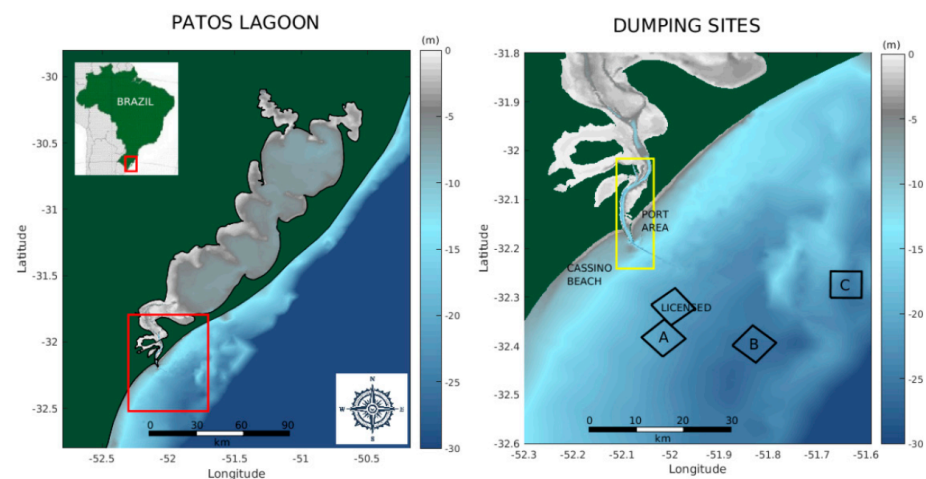 PATOS LAGOON
(m)
0
-5
-10
-15
-20
-25
-30
-30
-30.5
-31
-31.5
-32
-32.5
Latitude
BRAZIL
N
W
E
S
0 30 60 90
km
-52.5 -52 -51.5 -51 -50.5
Longitude
DUMPING SITES
(m)
0
-5
-10
-15
-20
-25
-30
-31.8
-31.9
-32
-32.1
-32.2
-32.3
-32.4
-32.5
-32.6
Latitude
PORT
AREA
CASSINO
BEACH
C
LICENSED
A
B
0 10 20 30
km
-52.3 -52.2 -52.1 -52 -51.9 -51.8 -51.7 -51.6
Longitude